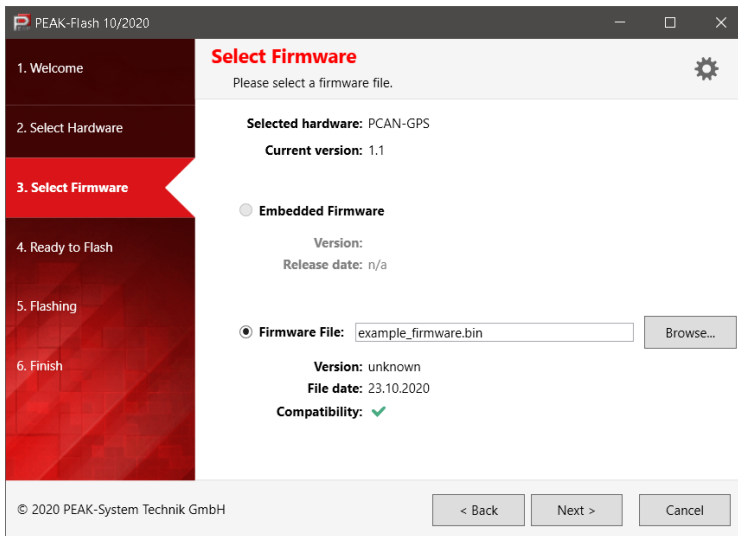 PEAK-Flash 10/2020
1. Welcome
2. Select Hardware
3. Select Firmware
4. Ready to Flash
5. Flashing
6. Finish
Select Firmware
Please select a firmware file.
Selected hardware: PCAN-GPS
Current version: 1.1
Embedded Firmware
Version:
Release date: n/a
Firmware File: example_firmware.bin Browse...
Version: unknown
File date: 23.10.2020
Compatibility:
© 2020 PEAK-System Technik GmbH
< Back Next > Cancel